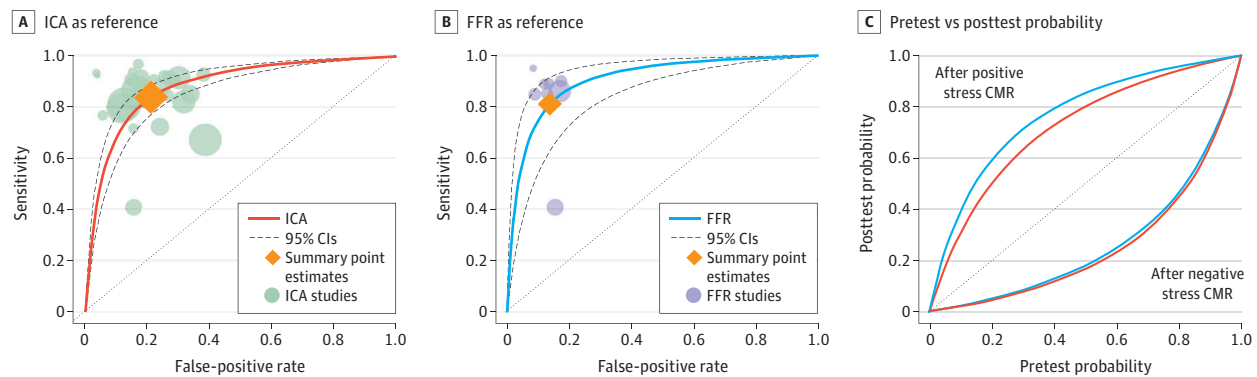 A ICA as reference
Sensitivity
1.0
0.8
0.6
0.4
0.2
0
0 0.2 0.4 0.6 0.8 1.0
False-positive rate
ICA
95% CIs
Summary point
estimates
ICA studies
B FFR as reference
Sensitivity
1.0
0.8
0.6
0.4
0.2
0
0 0.2 0.4 0.6 0.8 1.0
False-positive rate
FFR
95% CIs
Summary point
estimates
FFR studies
C Pretest vs posttest probability
Posttest probability
1.0
0.8
0.6
0.4
0.2
0
0 0.2 0.4 0.6 0.8 1.0
Pretest probability
After positive
stress CMR
After negative
stress CMR